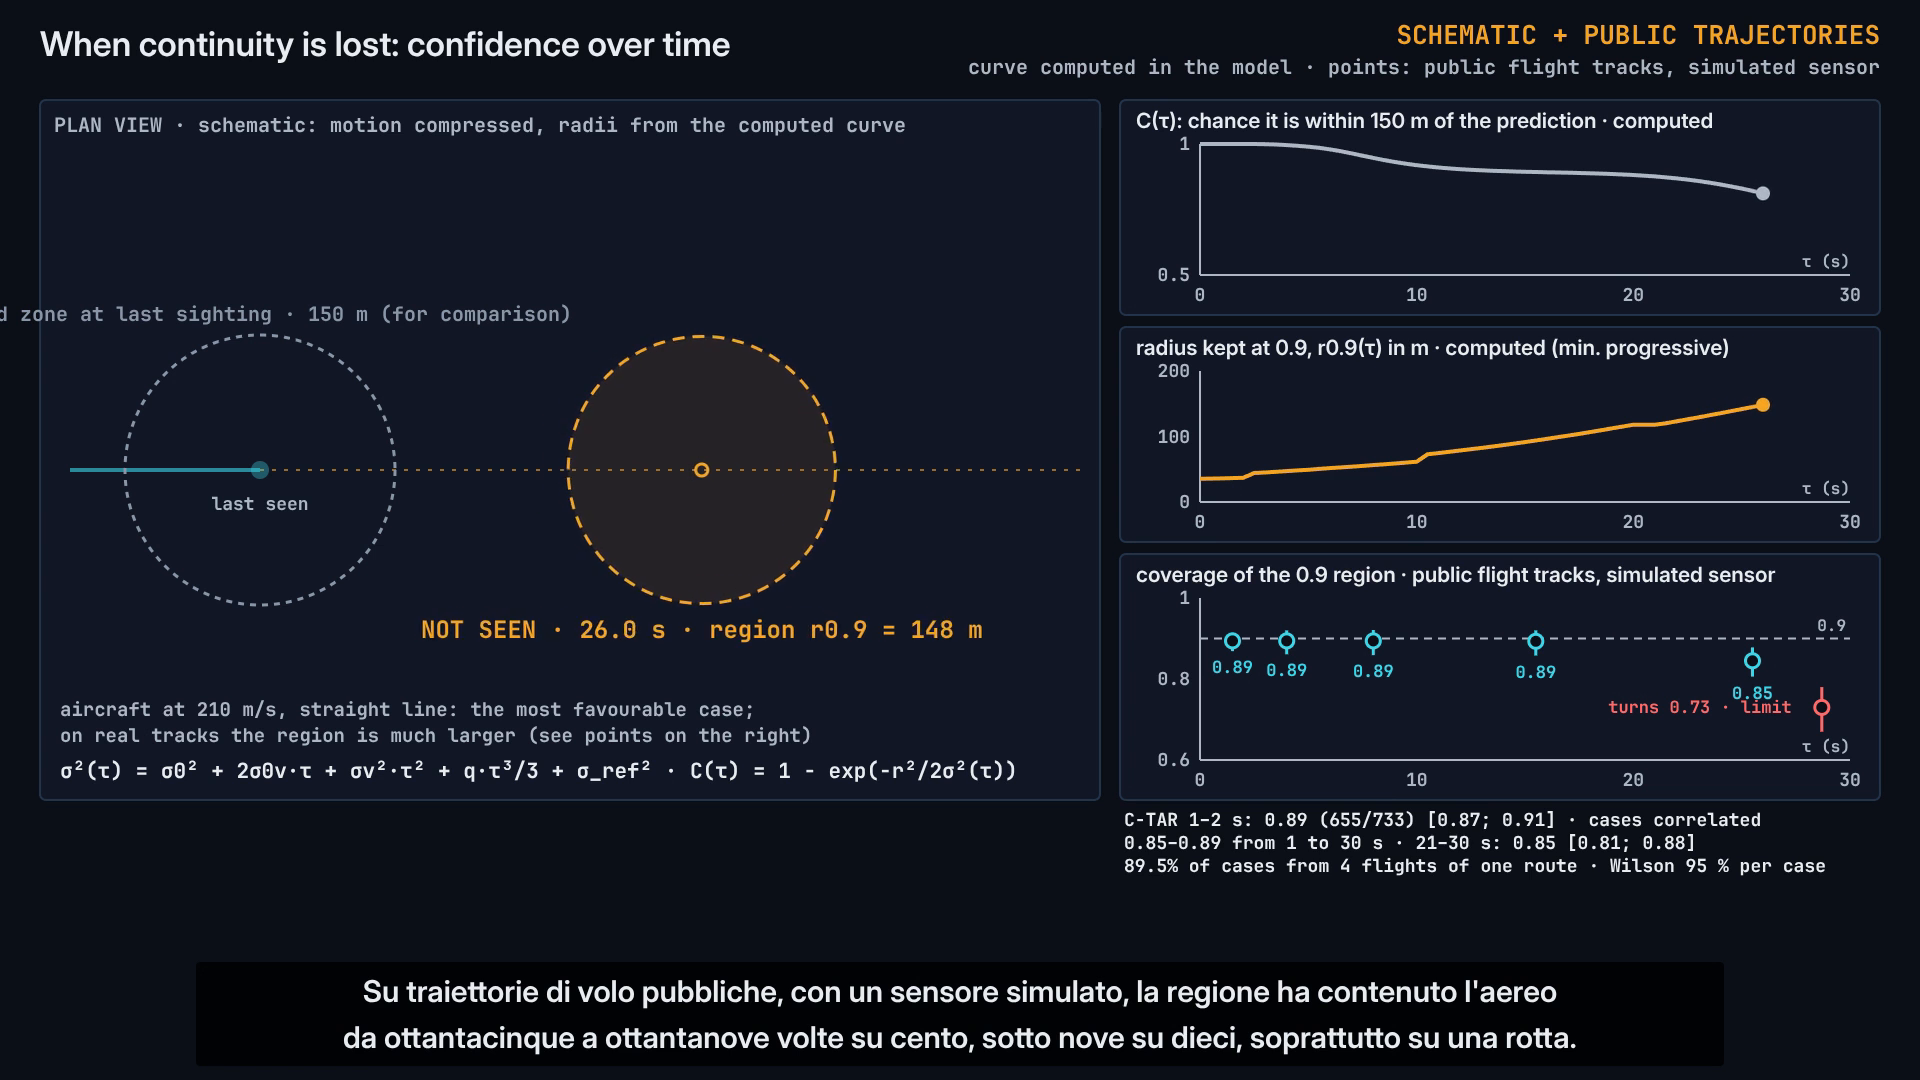 When continuity is lost: confidence over time
SCHEMATIC + PUBLIC TRAJECTORIES
curve computed in the model · points: public flight tracks, simulated sensor
PLAN VIEW · schematic: motion compressed, radii from the computed curve
d zone at last sighting · 150 m (for comparison)
last seen
NOT SEEN · 26.0 s · region r0.9 = 148 m
aircraft at 210 m/s, straight line: the most favourable case;
on real tracks the region is much larger (see points on the right)
σ²(τ) = σ0² + 2σ0v·τ + σv²·τ² + q·τ³/3 + σ_ref² · C(τ) = 1 - exp(-r²/2σ²(τ))
C(τ): chance it is within 150 m of the prediction · computed
1
0.5
τ (s)
0 10 20 30
radius kept at 0.9, r0.9(τ) in m · computed (min. progressive)
200
100
0
τ (s)
0 10 20 30
coverage of the 0.9 region · public flight tracks, simulated sensor
1
0.9
0.89 0.89 0.89 0.89
0.8
0.85
turns 0.73 · limit
τ (s)
0.6
0 10 20 30
C-TAR 1–2 s: 0.89 (655/733) [0.87; 0.91] · cases correlated
0.85–0.89 from 1 to 30 s · 21–30 s: 0.85 [0.81; 0.88]
89.5% of cases from 4 flights of one route · Wilson 95 % per case
Su traiettorie di volo pubbliche, con un sensore simulato, la regione ha contenuto l'aereo
da ottantacinque a ottantanove volte su cento, sotto nove su dieci, soprattutto su una rotta.